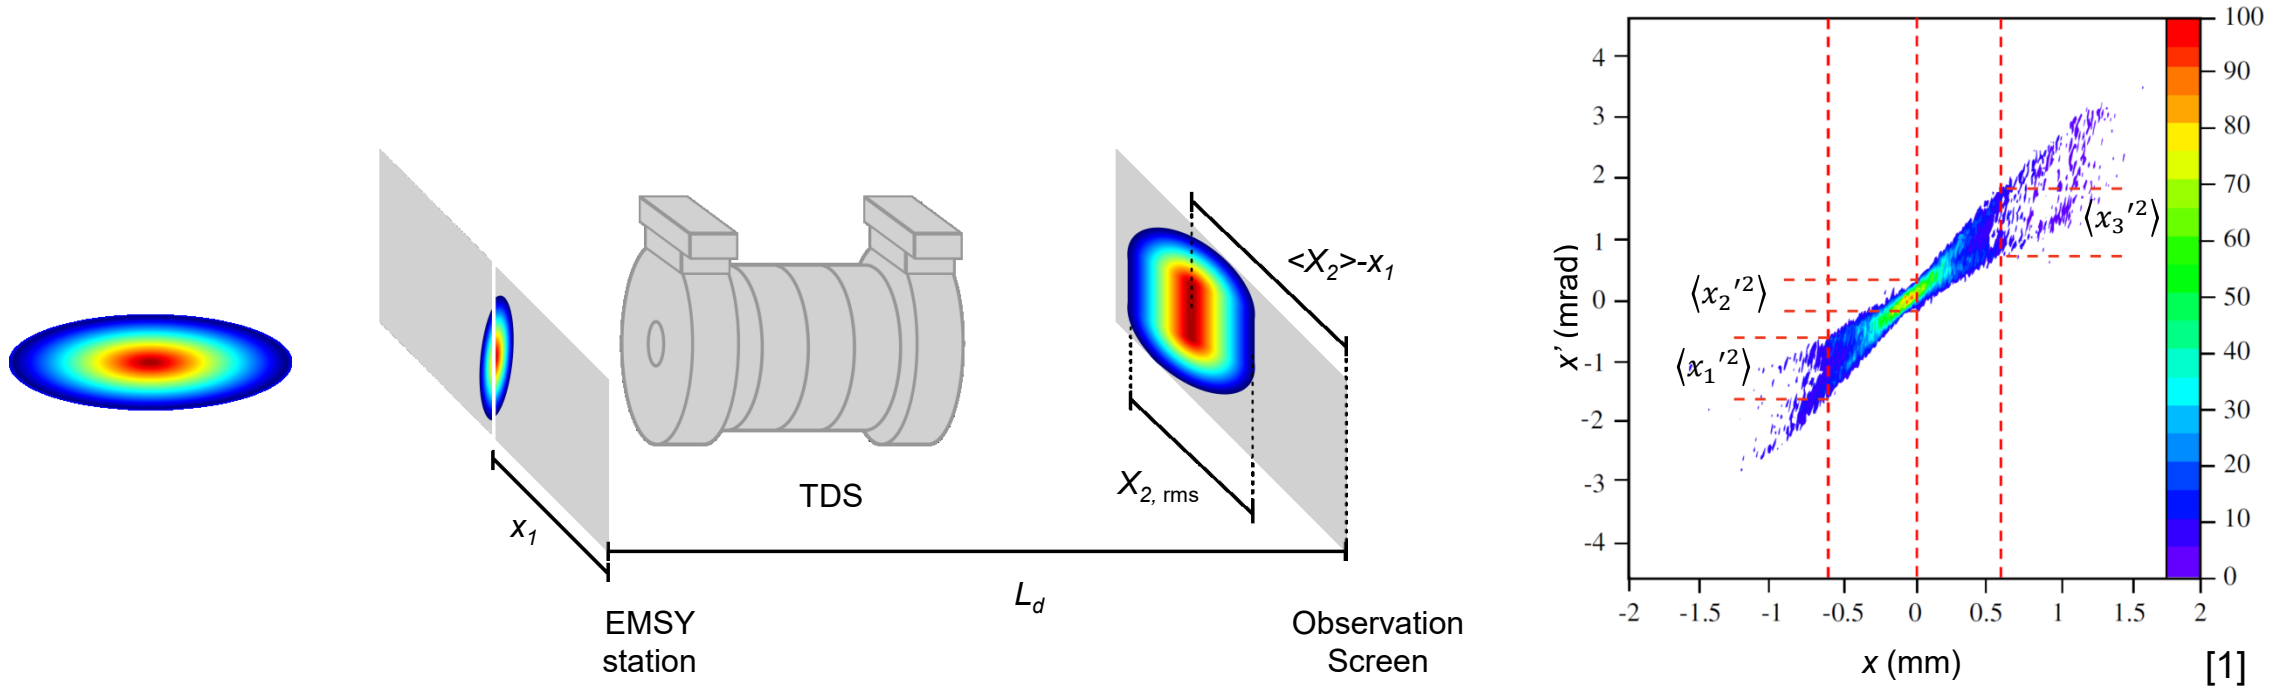 x₁
EMSY
station
TDS
L_d
X₂, rms
<X₂>-x₁
Observation
Screen
x' (mrad)
4
3
2
1
0
-1
-2
-3
-4
⟨x₁′²⟩
⟨x₂′²⟩
⟨x₃′²⟩
-2 -1.5 -1 -0.5 0 0.5 1 1.5 2
x (mm)
100
90
80
70
60
50
40
30
20
10
0
[1]